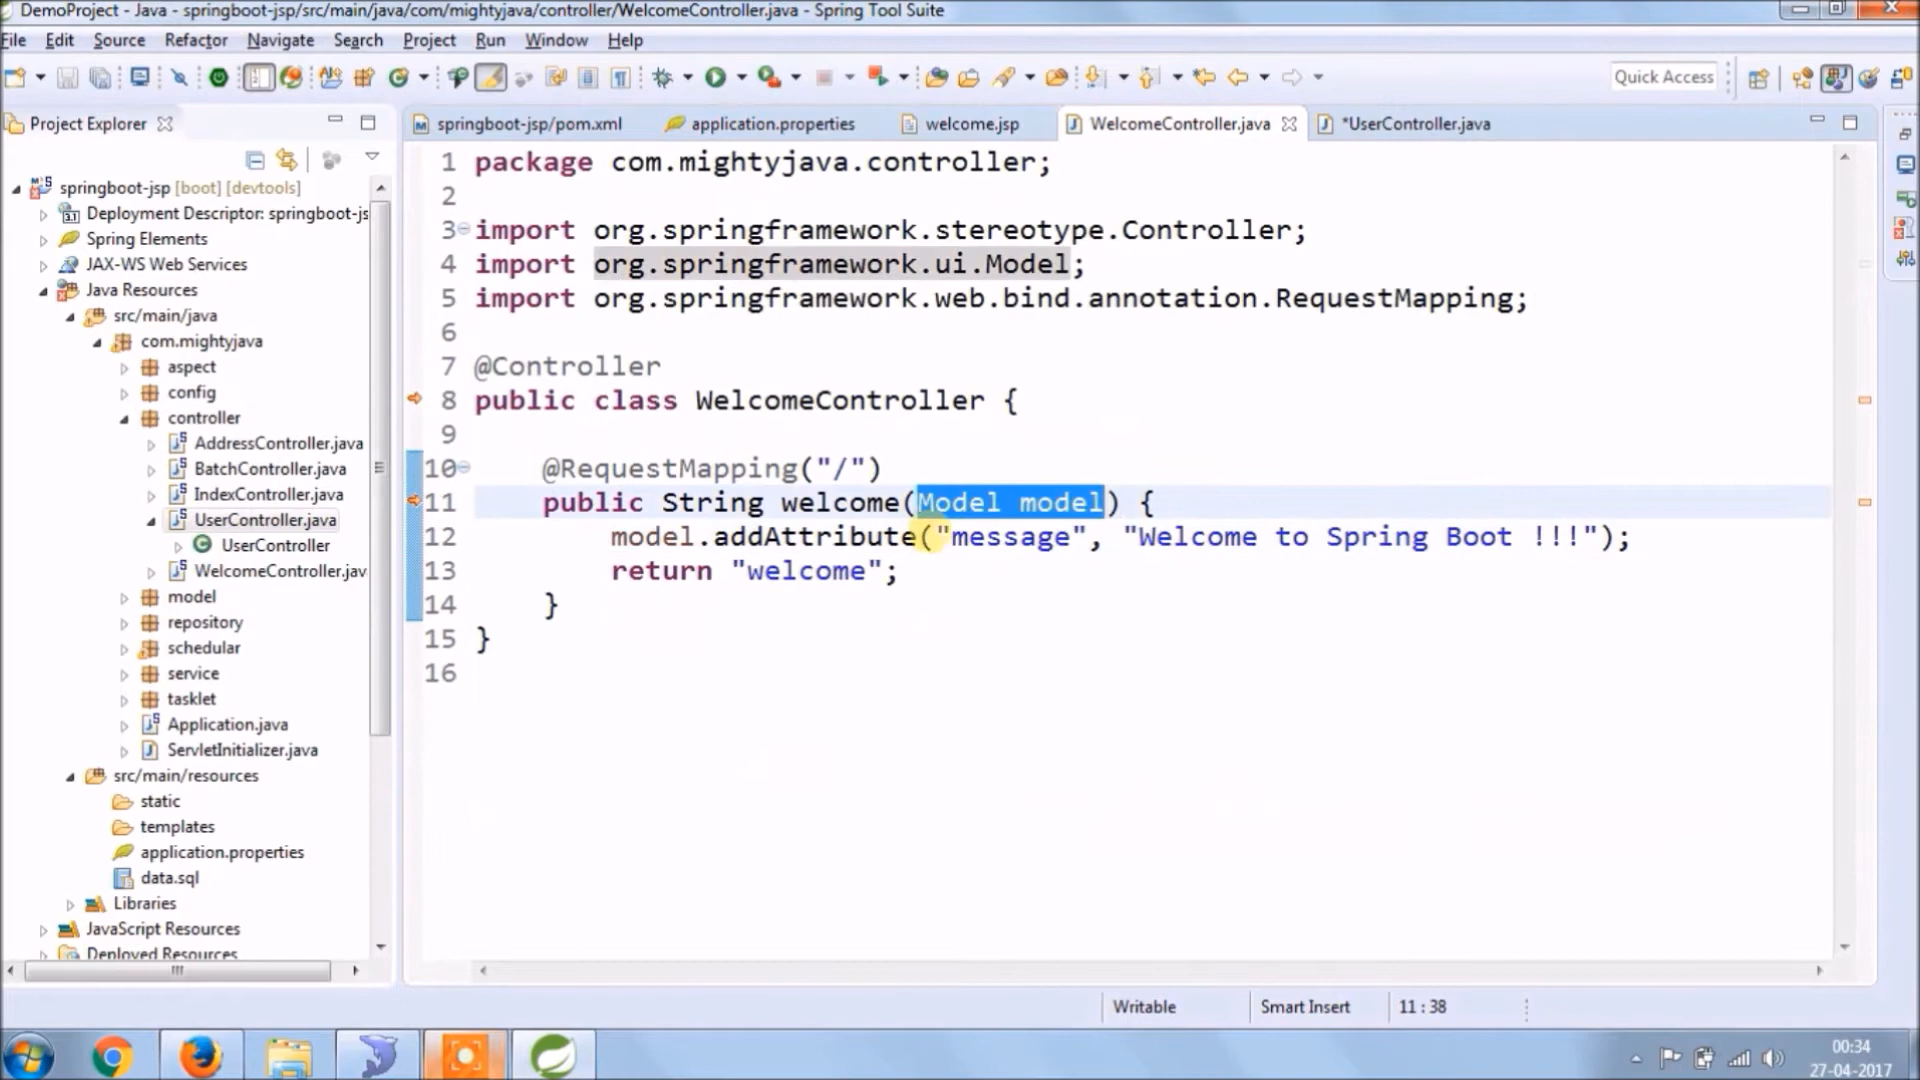 DemoProject - Java - springboot-jsp/src/main/java/com/mightyjava/controller/WelcomeController.java - Spring Tool Suite
File Edit Source Refactor Navigate Search Project Run Window Help
Quick Access
Project Explorer
springboot-jsp/pom.xml application.properties welcome.jsp WelcomeController.java *UserController.java
springboot-jsp [boot] [devtools]
Deployment Descriptor: springboot-js
Spring Elements
JAX-WS Web Services
Java Resources
src/main/java
com.mightyjava
aspect
config
controller
AddressController.java
BatchController.java
IndexController.java
UserController.java
UserController
WelcomeController.jav
model
repository
schedular
service
tasklet
Application.java
ServletInitializer.java
src/main/resources
static
templates
application.properties
data.sql
Libraries
JavaScript Resources
Deployed Resources
1 package com.mightyjava.controller;
2
3 import org.springframework.stereotype.Controller;
4 import org.springframework.ui.Model;
5 import org.springframework.web.bind.annotation.RequestMapping;
6
7 @Controller
8 public class WelcomeController {
9
10 @RequestMapping("/")
11 public String welcome(Model model) {
12 model.addAttribute("message", "Welcome to Spring Boot !!!");
13 return "welcome";
14 }
15 }
16
Writable Smart Insert 11 : 38
00:34
27-04-2017